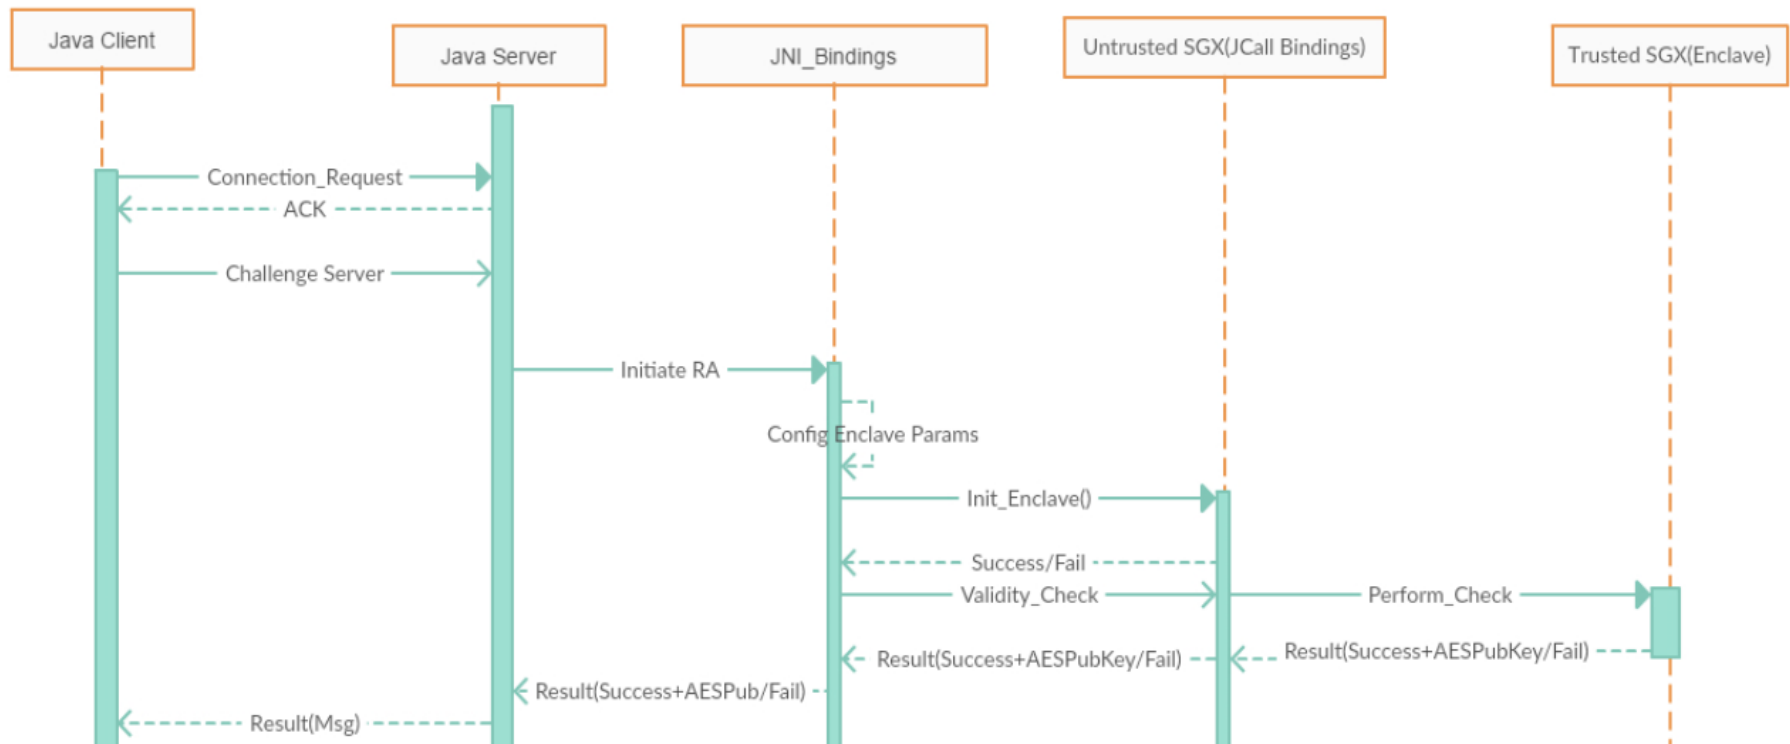 Java Client
Java Server
JNI_Bindings
Untrusted SGX(JCall Bindings)
Trusted SGX(Enclave)
Connection_Request
ACK
Challenge Server
Initiate RA
Config Enclave Params
Init_Enclave()
Success/Fail
Validity_Check
Perform_Check
Result(Success+AESPubKey/Fail)
Result(Success+AESPubKey/Fail)
Result(Success+AESPub/Fail)
Result(Msg)